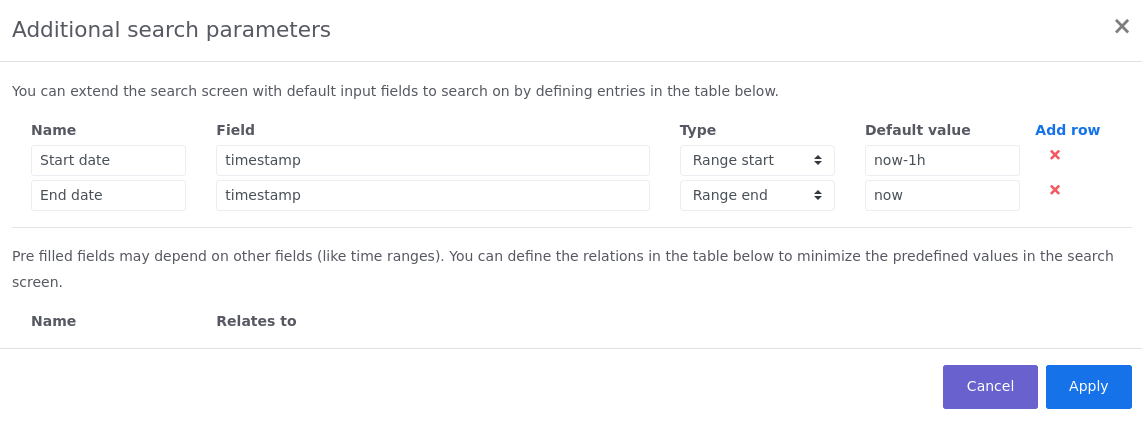 Additional search parameters ×
You can extend the search screen with default input fields to search on by defining entries in the table below.
Name Field Type Default value Add row
Start date timestamp Range start now-1h
End date timestamp Range end now
Pre filled fields may depend on other fields (like time ranges). You can define the relations in the table below to minimize the predefined values in the search
screen.
Name Relates to
Cancel Apply